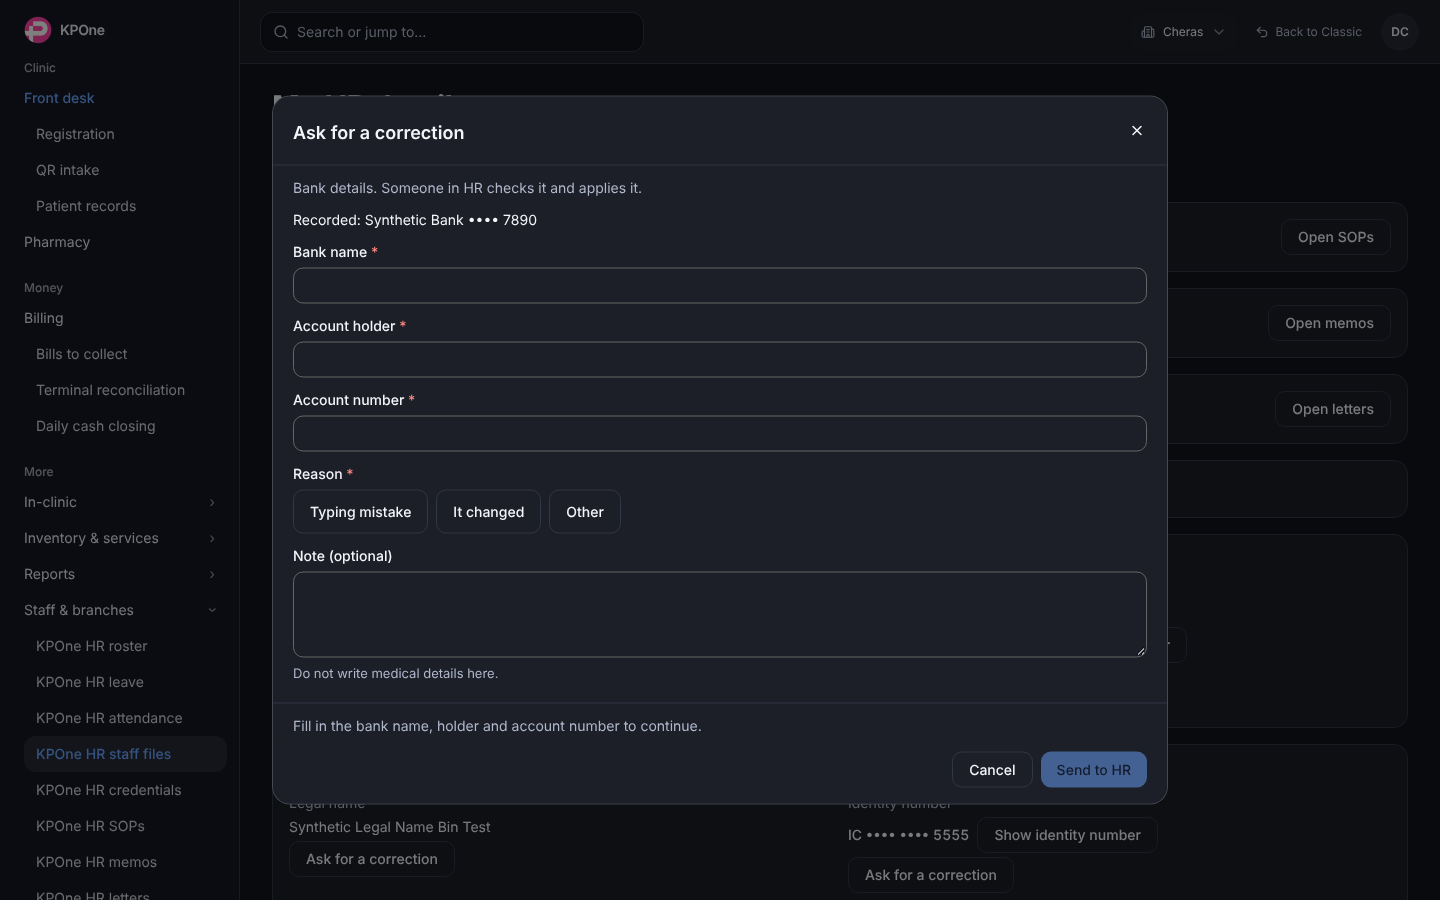 KPOne
Search or jump to...
Cheras
Back to Classic
DC
Clinic
Front desk
Registration
QR intake
Patient records
Pharmacy
Money
Billing
Bills to collect
Terminal reconciliation
Daily cash closing
More
In-clinic
Inventory & services
Reports
Staff & branches
KPOne HR roster
KPOne HR leave
KPOne HR attendance
KPOne HR staff files
KPOne HR credentials
KPOne HR SOPs
KPOne HR memos
KPOne HR letters
Ask for a correction
Bank details. Someone in HR checks it and applies it.
Recorded: Synthetic Bank •••• 7890
Bank name *
Account holder *
Account number *
Reason *
Typing mistake
It changed
Other
Note (optional)
Do not write medical details here.
Fill in the bank name, holder and account number to continue.
Cancel
Send to HR
Open SOPs
Open memos
Open letters
Legal name
Synthetic Legal Name Bin Test
Ask for a correction
Identity number
IC •••• •••• 5555
Show identity number
Ask for a correction